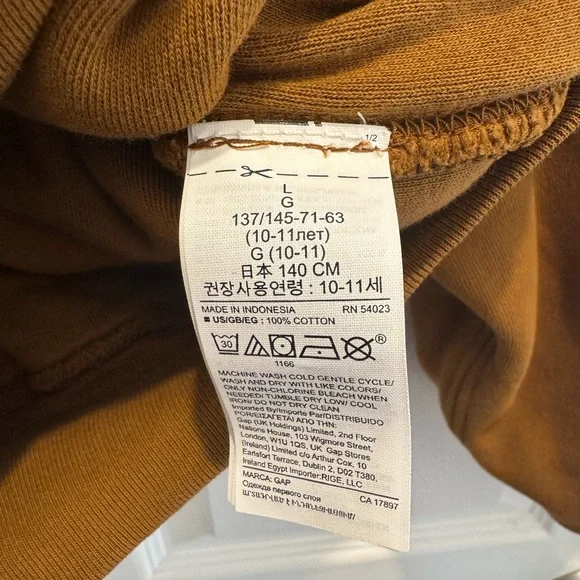 1/2
L
G
137/145-71-63
(10-11лет)
G (10-11)
日本 140 CM
권장사용연령 : 10-11세
MADE IN INDONESIA RN 54023
■ US/GB/EG : 100% COTTON
30 ®
1166
MACHINE WASH COLD GENTLE CYCLE/
WASH AND DRY WITH LIKE COLORS/
ONLY NON-CHLORINE BLEACH WHEN
NEEDED/ TUMBLE DRY LOW/ COOL
IRON/ DO NOT DRY CLEAN
Imported By/Importe Par/DISTRIBUIDO
POR/ΕΙΣΑΓΕΤΑΙ ΑΠΟ ΤΗΝ:
Gap (UK Holdings) Limited, 2nd Floor
Nations House, 103 Wigmore Street,
London, W1U 1QS, UK Gap Stores
(Ireland) Limited c/o Arthur Cox, 10
Earlsfort Terrace, Dublin 2, D02 T380,
Ireland Egypt Importer:RIGE, LLC
MARCA: GAP
Одежда первого слоя CA 17897